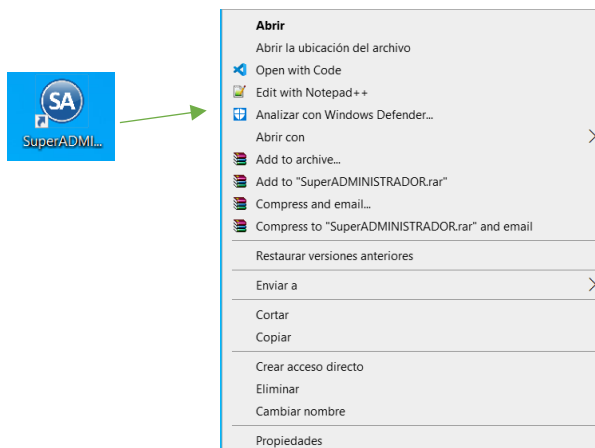 SA
SuperADMI...
Abrir
Abrir la ubicación del archivo
Open with Code
Edit with Notepad++
Analizar con Windows Defender...
Abrir con
Add to archive...
Add to "SuperADMINISTRADOR.rar"
Compress and email...
Compress to "SuperADMINISTRADOR.rar" and email
Restaurar versiones anteriores
Enviar a
Cortar
Copiar
Crear acceso directo
Eliminar
Cambiar nombre
Propiedades